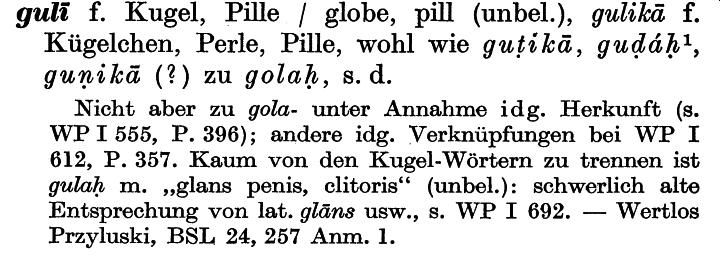 gulī f. Kugel, Pille / globe, pill (unbel.), gulikā f.
Kügelchen, Perle, Pille, wohl wie guṭikā, guḍáḥ¹,
guṇikā (?) zu golaḥ, s. d.
Nicht aber zu gola- unter Annahme idg. Herkunft (s.
WP I 555, P. 396); andere idg. Verknüpfungen bei WP I
612, P. 357. Kaum von den Kugel-Wörtern zu trennen ist
gulaḥ m. „glans penis, clitoris“ (unbel.): schwerlich alte
Entsprechung von lat. glāns usw., s. WP I 692. — Wertlos
Przyluski, BSL 24, 257 Anm. 1.